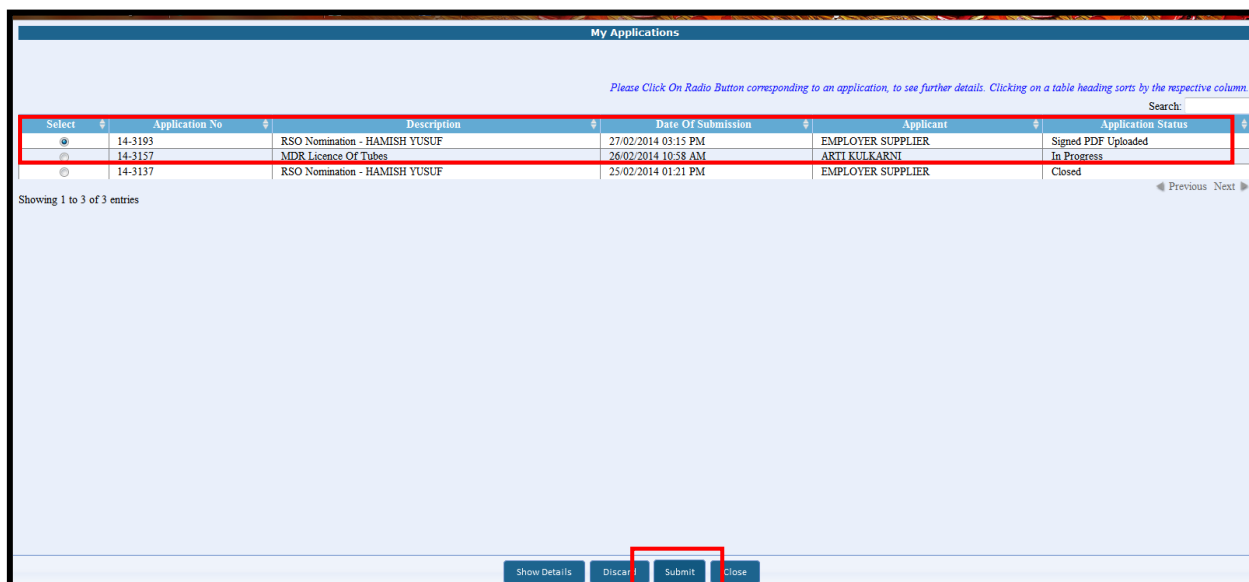 My Applications
Please Click On Radio Button corresponding to an application, to see further details. Clicking on a table heading sorts by the respective column.
Search:
Select Application No Description Date Of Submission Applicant Application Status
14-3193 RSO Nomination - HAMISH YUSUF 27/02/2014 03:15 PM EMPLOYER SUPPLIER Signed PDF Uploaded
14-3157 MDR Licence Of Tubes 26/02/2014 10:58 AM ARTI KULKARNI In Progress
14-3137 RSO Nomination - HAMISH YUSUF 25/02/2014 01:21 PM EMPLOYER SUPPLIER Closed
Previous Next
Showing 1 to 3 of 3 entries
Show Details Discard Submit Close